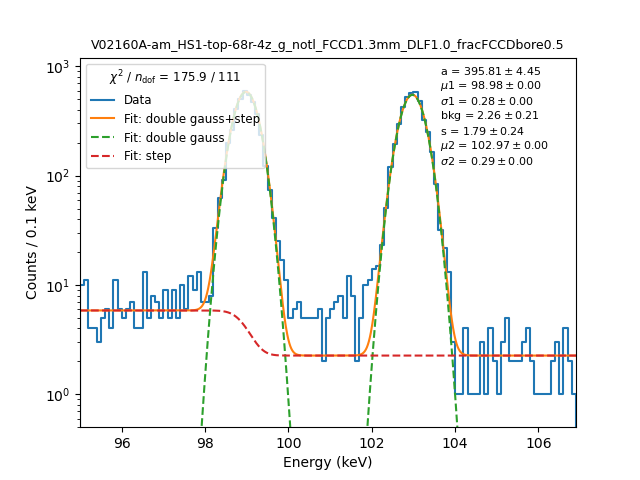 V02160A-am_HS1-top-68r-4z_g_notl_FCCD1.3mm_DLF1.0_fracFCCDbore0.5
χ² / n_dof = 175.9 / 111
Data
Fit: double gauss+step
Fit: double gauss
Fit: step
a = 395.81 ± 4.45
μ1 = 98.98 ± 0.00
σ1 = 0.28 ± 0.00
bkg = 2.26 ± 0.21
s = 1.79 ± 0.24
μ2 = 102.97 ± 0.00
σ2 = 0.29 ± 0.00
Counts / 0.1 keV
10³
10²
10¹
10⁰
96 98 100 102 104 106
Energy (keV)